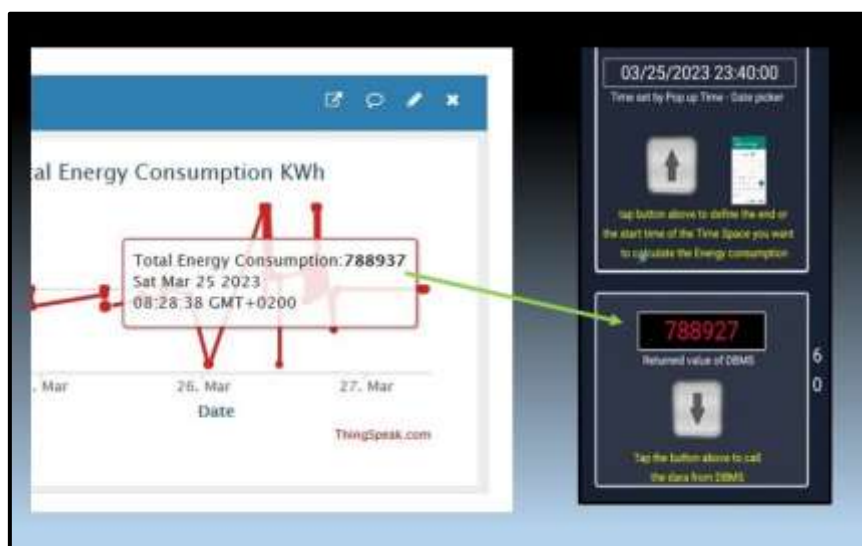 al Energy Consumption KWh
Total Energy Consumption:788937
Sat Mar 25 2023
08:28:38 GMT+0200
. Mar
26. Mar
27. Mar
Date
ThingSpeak.com
03/25/2023 23:40:00
Time set by Pop up Time - Date picker
tap button above to define the end or
the start time of the Time Space you want
to calculate the Energy consumption
788927
Returned value of DBMS
6
0
Tap the button above to call
the data from DBMS